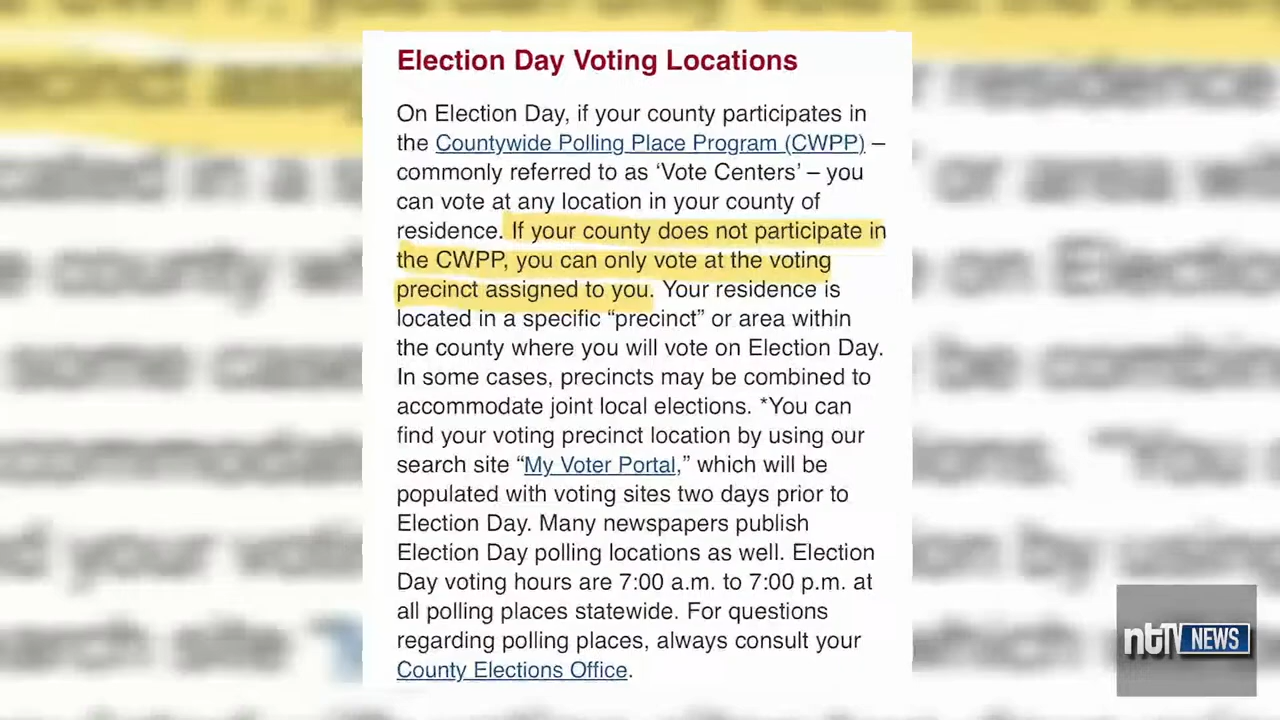 Election Day Voting Locations
On Election Day, if your county participates in
the Countywide Polling Place Program (CWPP) –
commonly referred to as ‘Vote Centers’ – you
can vote at any location in your county of
residence. If your county does not participate in
the CWPP, you can only vote at the voting
precinct assigned to you. Your residence is
located in a specific “precinct” or area within
the county where you will vote on Election Day.
In some cases, precincts may be combined to
accommodate joint local elections. *You can
find your voting precinct location by using our
search site “My Voter Portal,” which will be
populated with voting sites two days prior to
Election Day. Many newspapers publish
Election Day polling locations as well. Election
Day voting hours are 7:00 a.m. to 7:00 p.m. at
all polling places statewide. For questions
regarding polling places, always consult your
County Elections Office.
ntTV NEWS